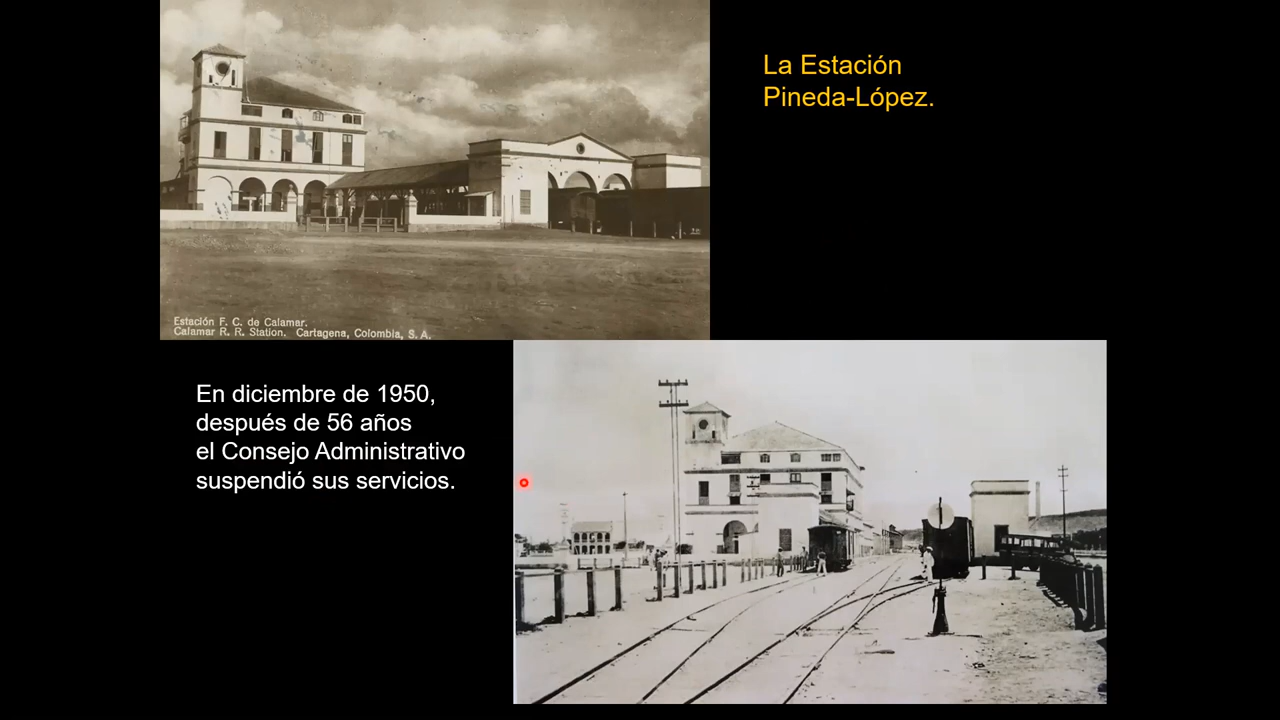 La Estación
Pineda-López.
Estación F. C. de Calamar.
Calamar R. R. Station. Cartagena, Colombia, S. A.
En diciembre de 1950,
después de 56 años
el Consejo Administrativo
suspendió sus servicios.